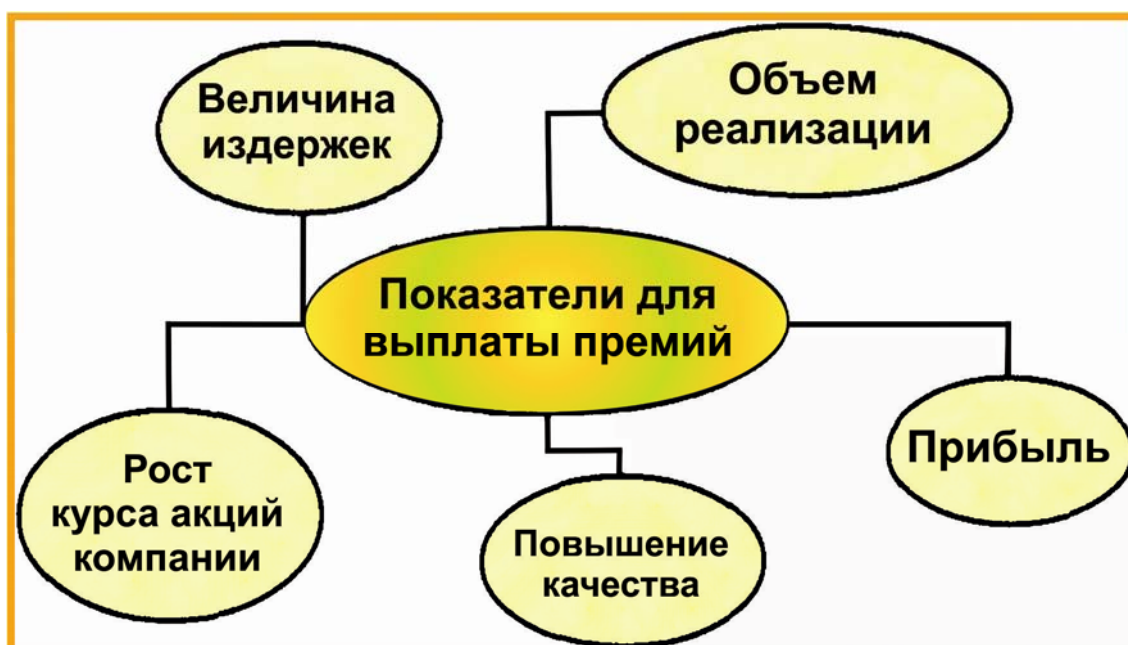 Величина
издержек
Объем
реализации
Показатели для
выплаты премий
Рост
курса акций
компании
Повышение
качества
Прибыль